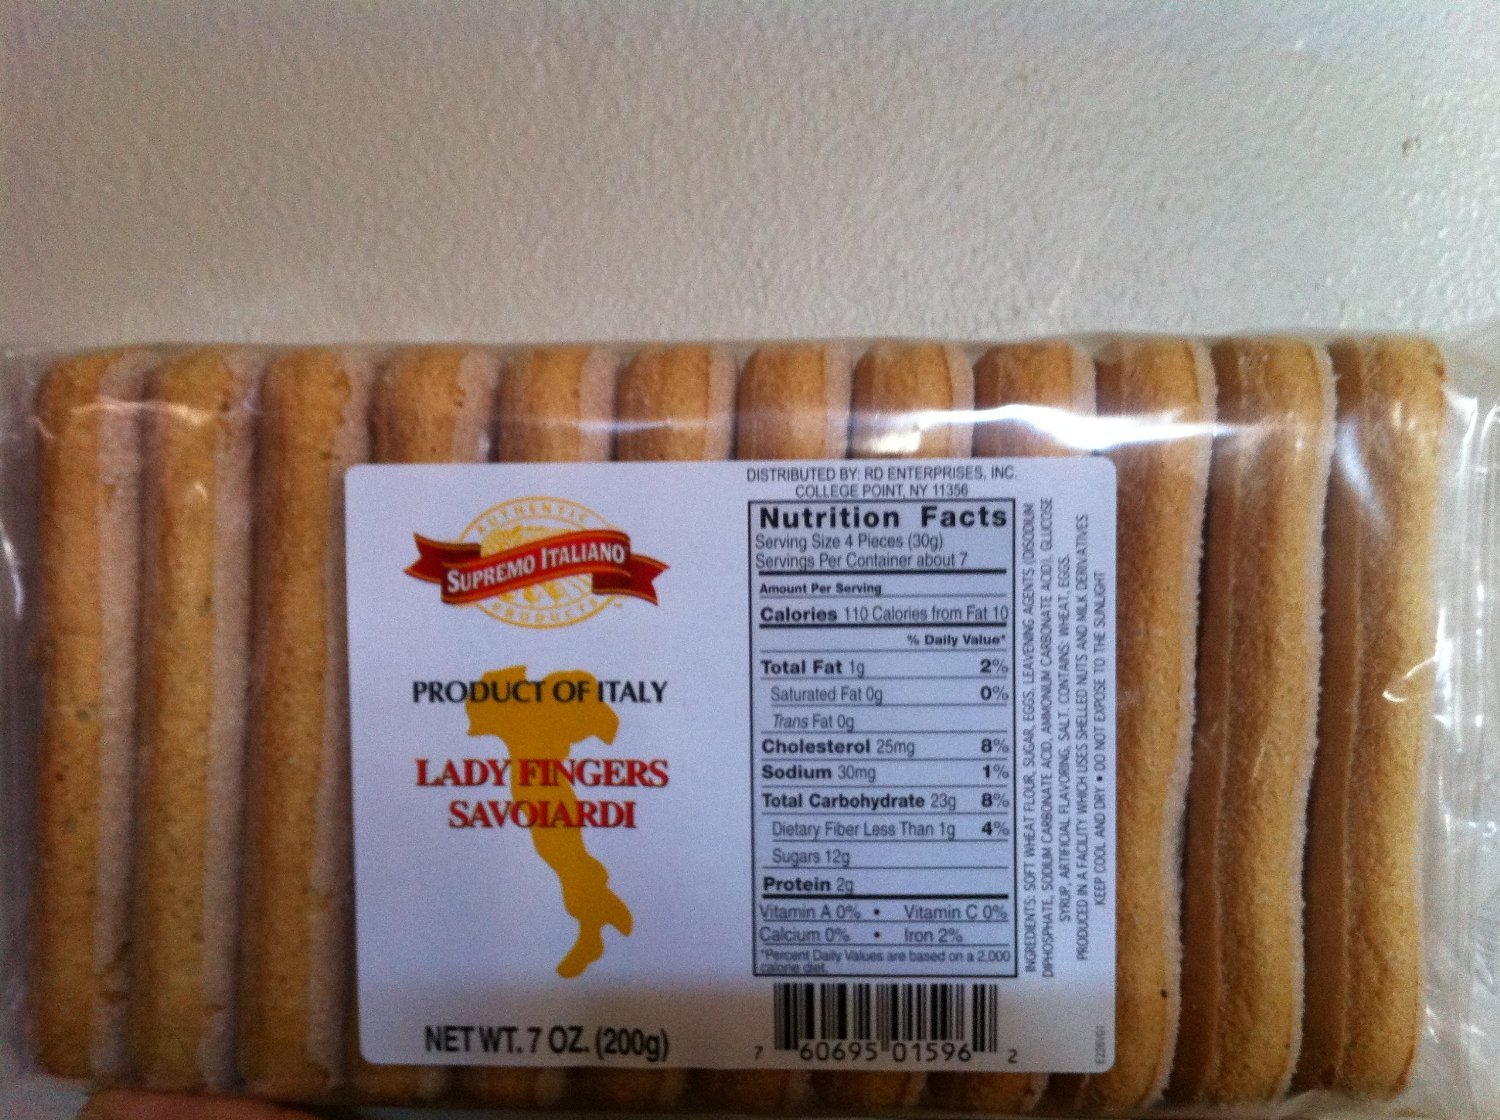 AUTHENTIC
SUPREMO ITALIANO
PRODUCTS
PRODUCT OF ITALY
LADY FINGERS
SAVOIARDI
NET WT. 7 OZ. (200g)
DISTRIBUTED BY: RD ENTERPRISES, INC.
COLLEGE POINT, NY 11356
Nutrition Facts
Serving Size 4 Pieces (30g)
Servings Per Container about 7
Amount Per Serving
Calories 110 Calories from Fat 10
% Daily Value*
Total Fat 1g 2%
Saturated Fat 0g 0%
Trans Fat 0g
Cholesterol 25mg 8%
Sodium 30mg 1%
Total Carbohydrate 23g 8%
Dietary Fiber Less Than 1g 4%
Sugars 12g
Protein 2g
Vitamin A 0% • Vitamin C 0%
Calcium 0% • Iron 2%
*Percent Daily Values are based on a 2,000
calorie diet.
7 60695 01596 2
INGREDIENTS: SOFT WHEAT FLOUR, SUGAR, EGGS, LEAVENING AGENTS (DISODIUM
DIPHOSPHATE, SODIUM CARBONATE ACID, AMMONIUM CARBONATE ACID), GLUCOSE
SYRUP, ARTIFICIAL FLAVORING, SALT. CONTAINS: WHEAT, EGGS.
PRODUCED IN A FACILITY WHICH USES SHELLED NUTS AND MILK DERIVATIVES
KEEP COOL AND DRY • DO NOT EXPOSE TO THE SUNLIGHT